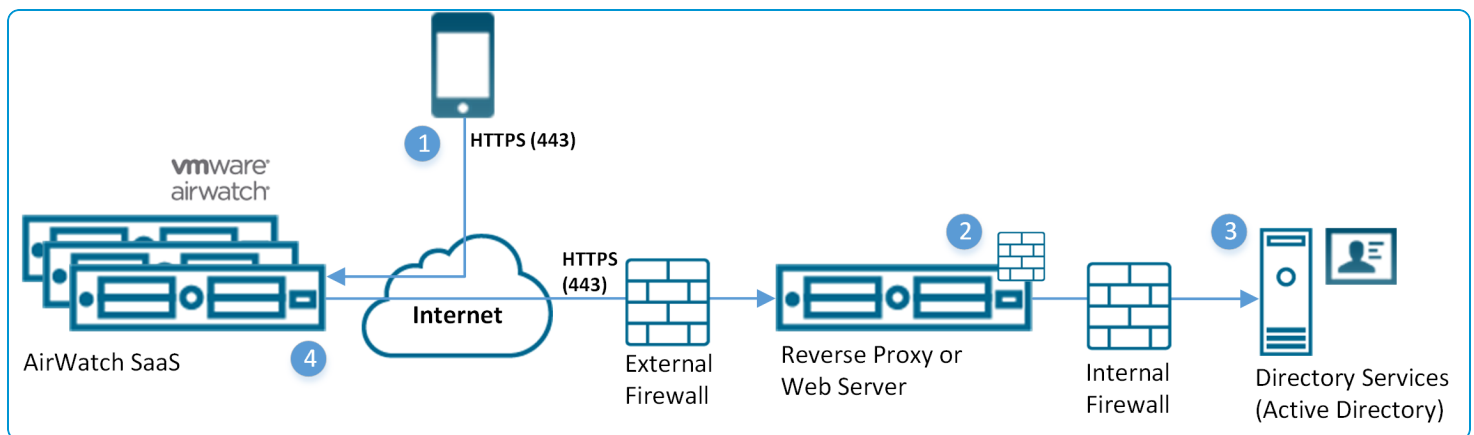 1
HTTPS (443)
vmware®
airwatch®
2
3
HTTPS
(443)
Internet
4
AirWatch SaaS
External
Firewall
Reverse Proxy or
Web Server
Internal
Firewall
Directory Services
(Active Directory)